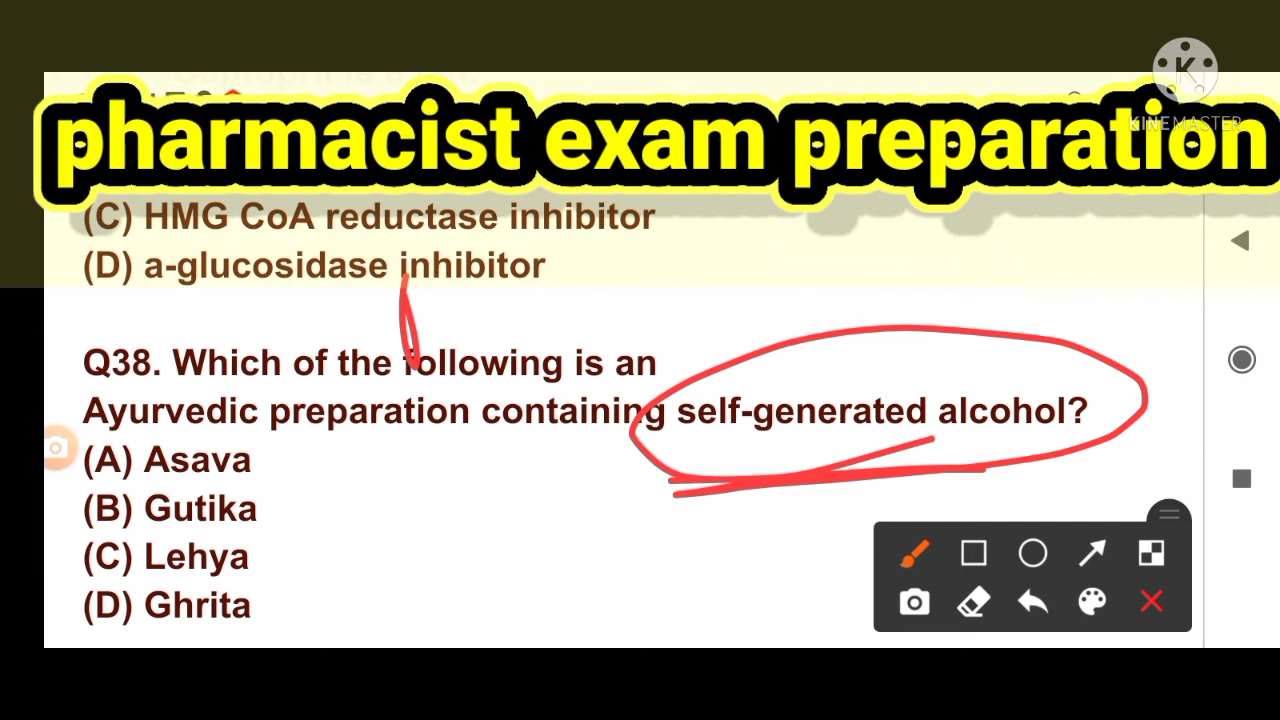 pharmacist exam preparation
KINEMASTER
(C) HMG CoA reductase inhibitor
(D) a-glucosidase inhibitor
Q38. Which of the following is an
Ayurvedic preparation containing self-generated alcohol?
(A) Asava
(B) Gutika
(C) Lehya
(D) Ghrita